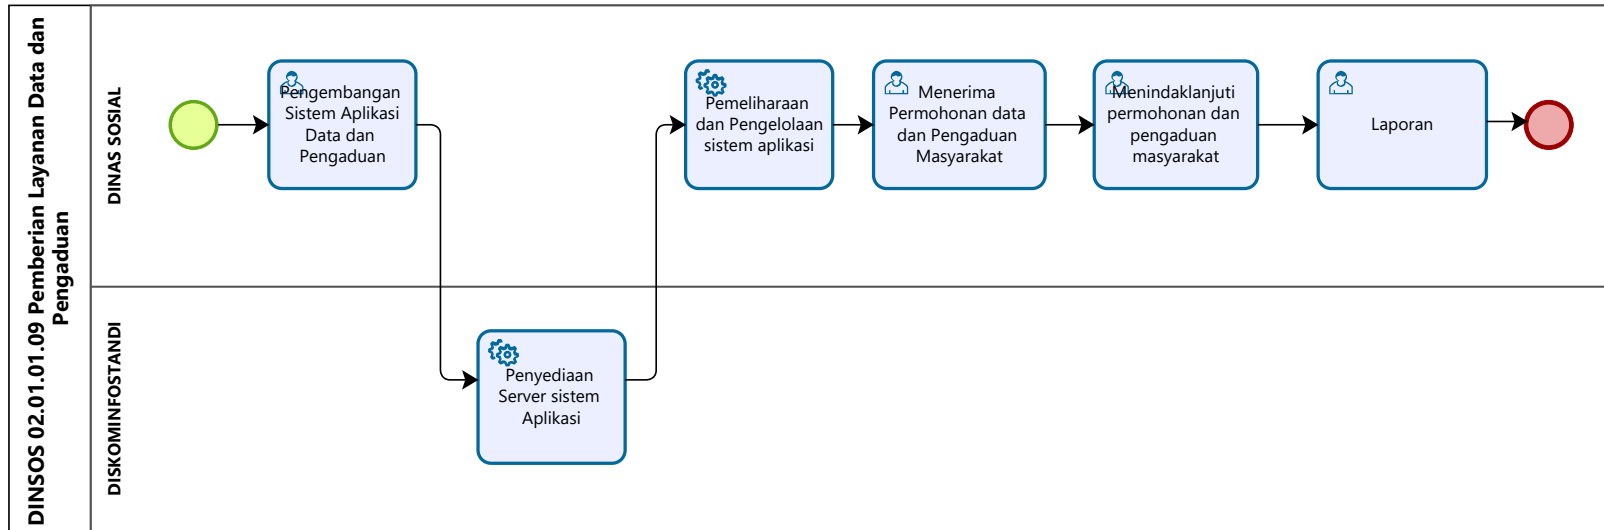 DINSOS 02.01.01.09 Pemberian Layanan Data dan
Pengaduan
DINAS SOSIAL
Pengembangan
Sistem Aplikasi
Data dan
Pengaduan
Pemeliharaan
dan Pengelolaan
sistem aplikasi
Menerima
Permohonan data
dan Pengaduan
Masyarakat
Menindaklanjuti
permohonan dan
pengaduan
masyarakat
Laporan
DISKOMINFOSTANDI
Penyediaan
Server sistem
Aplikasi